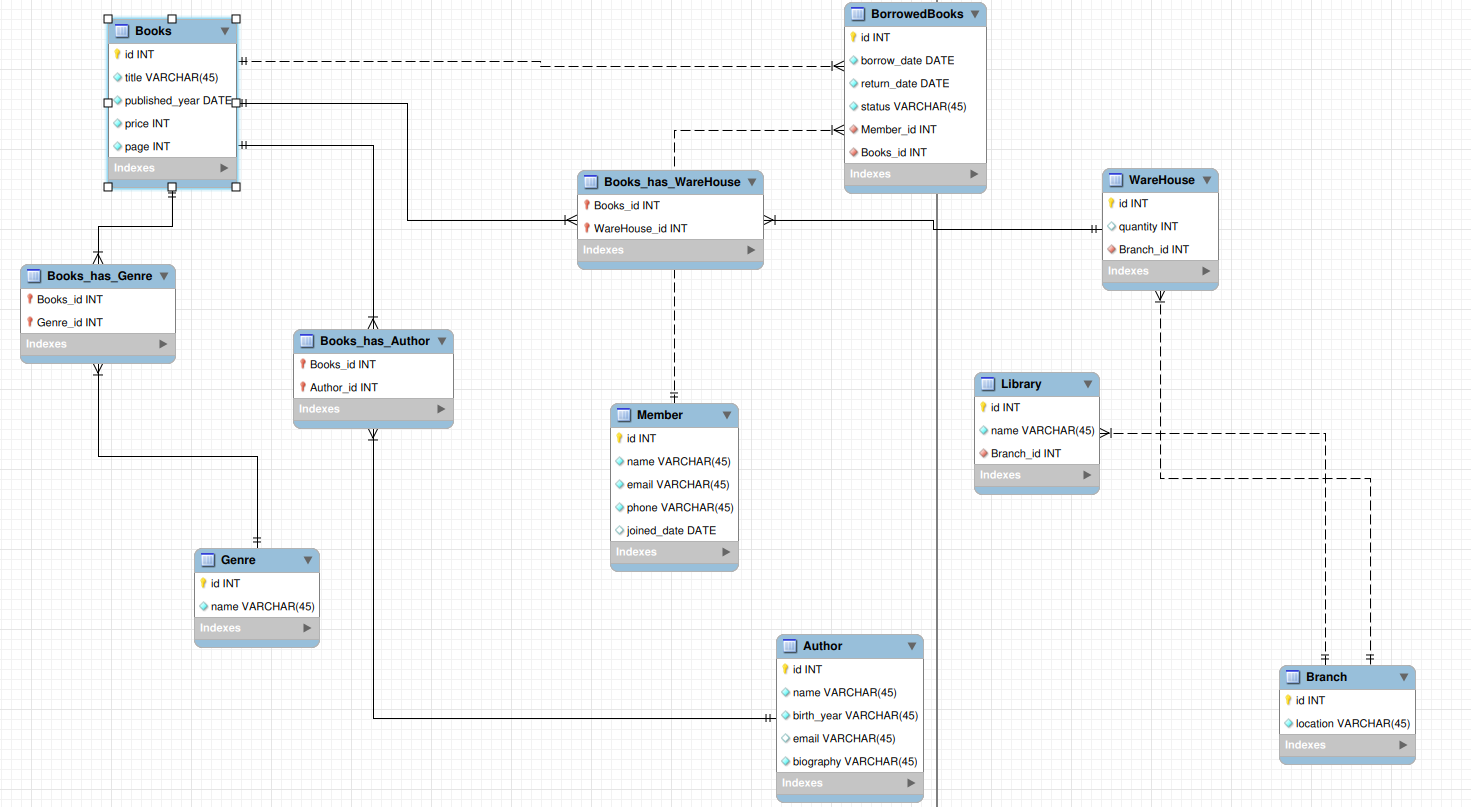 Books
id INT
title VARCHAR(45)
published_year DATE
price INT
page INT
Indexes
BorrowedBooks
id INT
borrow_date DATE
return_date DATE
status VARCHAR(45)
Member_id INT
Books_id INT
Indexes
Books_has_WareHouse
Books_id INT
WareHouse_id INT
Indexes
WareHouse
id INT
quantity INT
Branch_id INT
Indexes
Books_has_Genre
Books_id INT
Genre_id INT
Indexes
Books_has_Author
Books_id INT
Author_id INT
Indexes
Member
id INT
name VARCHAR(45)
email VARCHAR(45)
phone VARCHAR(45)
joined_date DATE
Indexes
Library
id INT
name VARCHAR(45)
Branch_id INT
Indexes
Genre
id INT
name VARCHAR(45)
Indexes
Author
id INT
name VARCHAR(45)
birth_year VARCHAR(45)
email VARCHAR(45)
biography VARCHAR(45)
Indexes
Branch
id INT
location VARCHAR(45)
Indexes